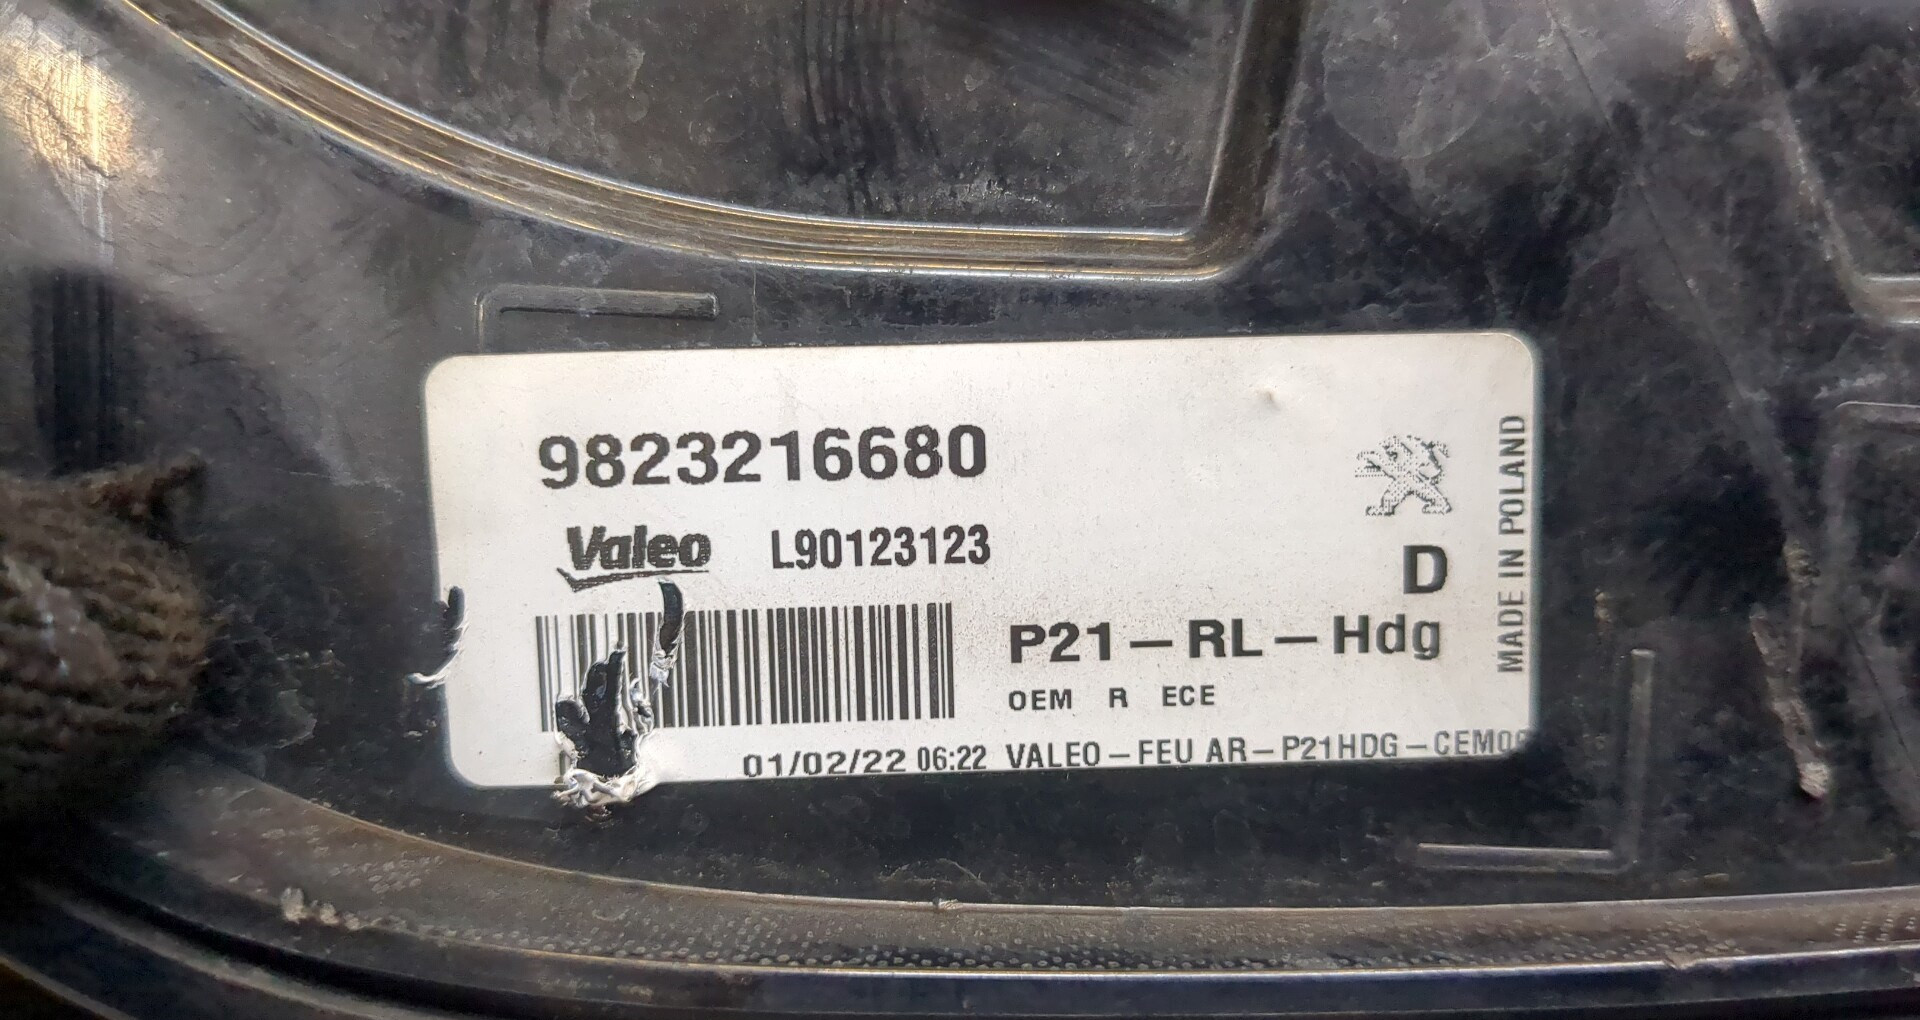 9823216680
Valeo L90123123
D
P21-RL-Hdg
OEM R ECE
01/02/22 06:22 VALEO-FEU AR-P21HDG-
MADE IN POLAND